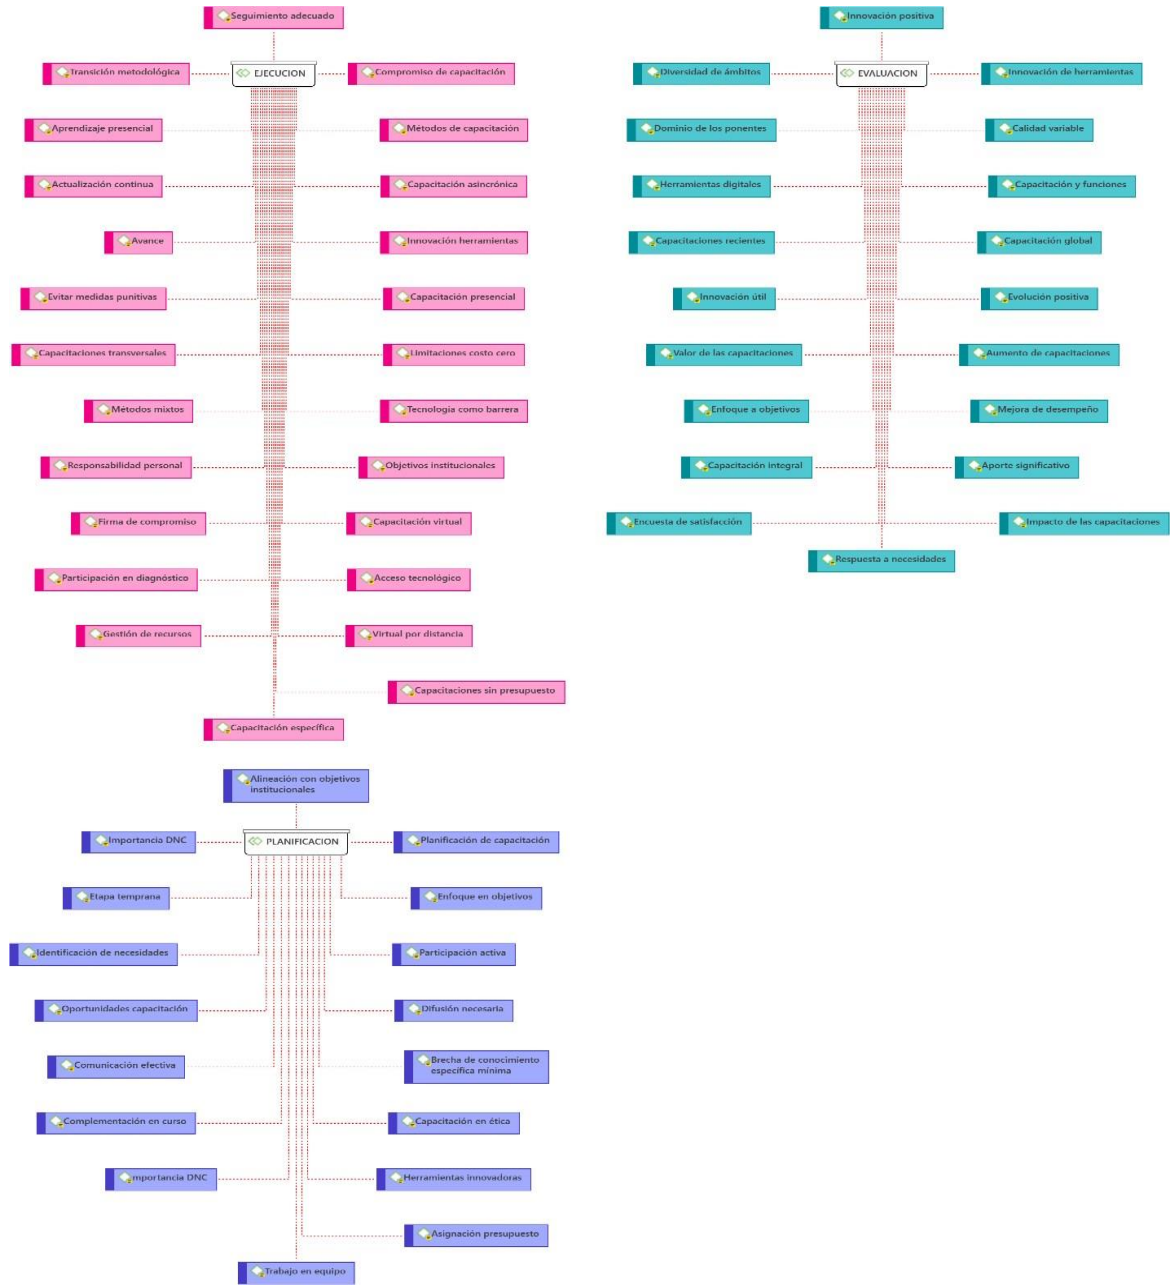 Seguimiento adecuado
Transición metodológica
EJECUCION
Compromiso de capacitación
Aprendizaje presencial
Métodos de capacitación
Actualización continua
Capacitación asincrónica
Avance
Innovación herramientas
Evitar medidas punitivas
Capacitación presencial
Capacitaciones transversales
Limitaciones costo cero
Métodos mixtos
Tecnología como barrera
Responsabilidad personal
Objetivos institucionales
Firma de compromiso
Capacitación virtual
Participación en diagnóstico
Acceso tecnológico
Gestión de recursos
Virtual por distancia
Capacitaciones sin presupuesto
Capacitación específica
Innovación positiva
Diversidad de ámbitos
EVALUACION
Innovación de herramientas
Dominio de los ponentes
Calidad variable
Herramientas digitales
Capacitación y funciones
Capacitaciones recientes
Capacitación global
Innovación útil
Evolución positiva
Valor de las capacitaciones
Aumento de capacitaciones
Enfoque a objetivos
Mejora de desempeño
Capacitación integral
Aporte significativo
Encuesta de satisfacción
Impacto de las capacitaciones
Respuesta a necesidades
Alineación con objetivos
institucionales
Importancia DNC
PLANIFICACION
Planificación de capacitación
Etapa temprana
Enfoque en objetivos
Identificación de necesidades
Participación activa
Oportunidades capacitación
Difusión necesaria
Comunicación efectiva
Brecha de conocimiento
específica mínima
Complementación en curso
Capacitación en ética
mportancia DNC
Herramientas innovadoras
Asignación presupuesto
Trabajo en equipo